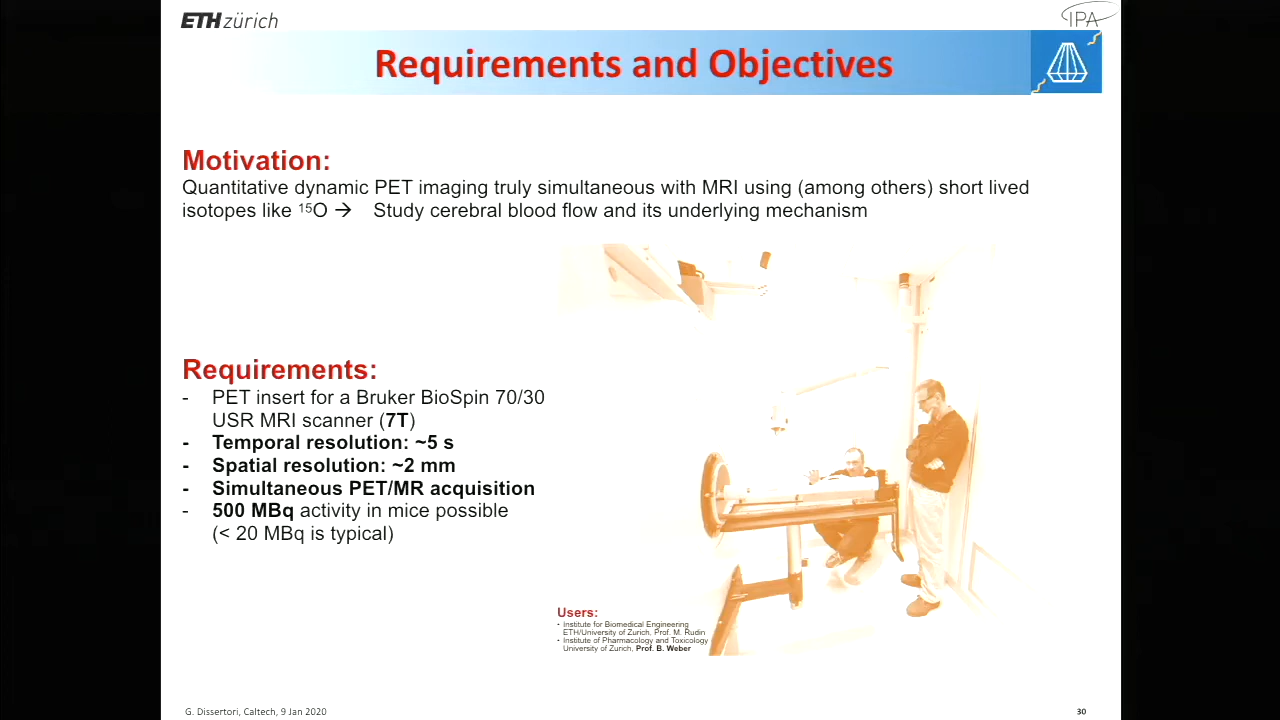 ETH zürich
IPA
Requirements and Objectives
Motivation:
Quantitative dynamic PET imaging truly simultaneous with MRI using (among others) short lived
isotopes like ¹⁵O → Study cerebral blood flow and its underlying mechanism
Requirements:
- PET insert for a Bruker BioSpin 70/30
USR MRI scanner (7T)
- Temporal resolution: ~5 s
- Spatial resolution: ~2 mm
- Simultaneous PET/MR acquisition
- 500 MBq activity in mice possible
(< 20 MBq is typical)
Users:
• Institute for Biomedical Engineering
ETH/University of Zurich, Prof. M. Rudin
• Institute of Pharmacology and Toxicology
University of Zurich, Prof. B. Weber
G. Dissertori, Caltech, 9 Jan 2020
30